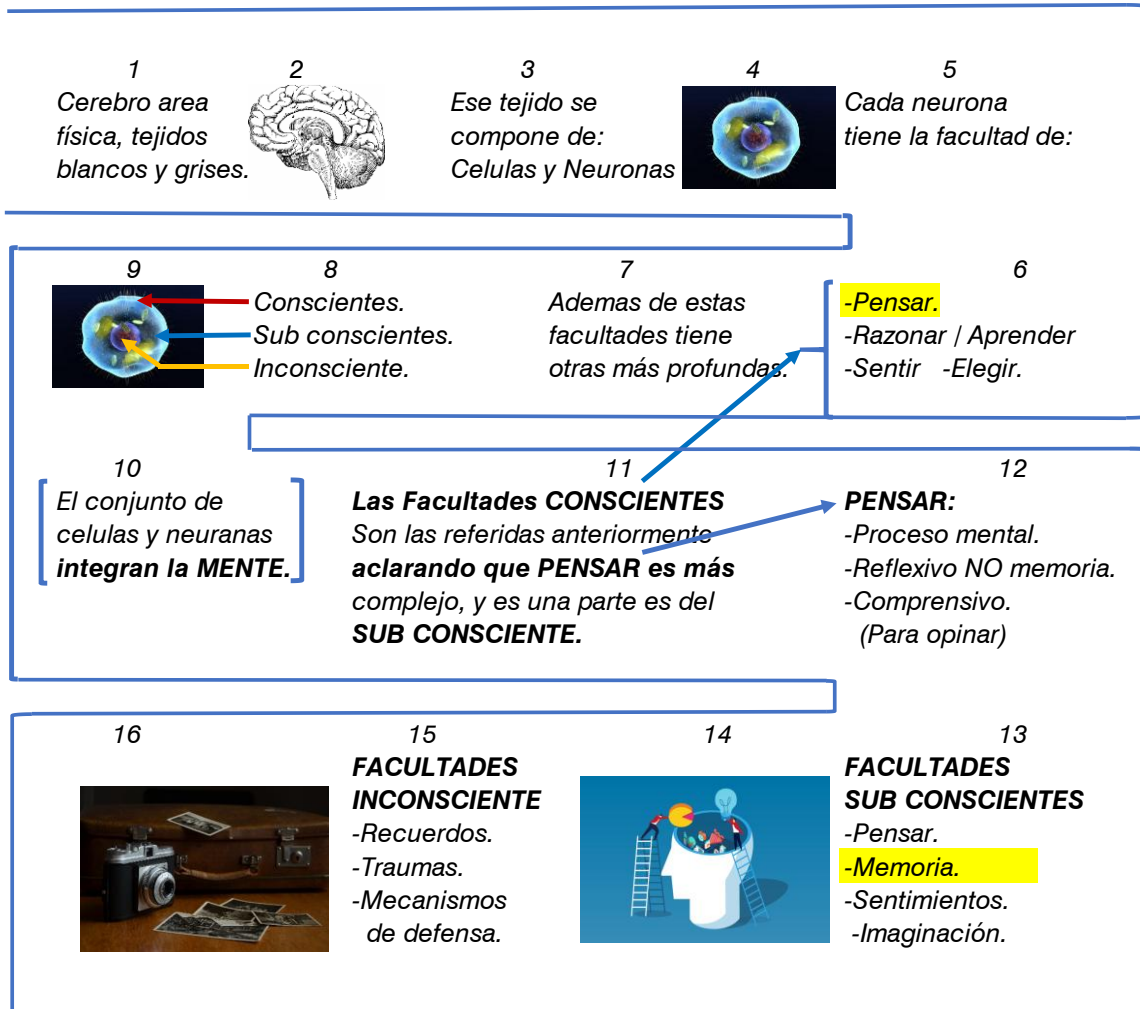 1
Cerebro area
física, tejidos
blancos y grises.
2
3
Ese tejido se
compone de:
Celulas y Neuronas
4
5
Cada neurona
tiene la facultad de:
6
-Pensar.
-Razonar / Aprender
-Sentir -Elegir.
7
Ademas de estas
facultades tiene
otras más profundas.
8
Conscientes.
Sub conscientes.
Inconsciente.
9
10
El conjunto de
celulas y neuranas
integran la MENTE.
11
Las Facultades CONSCIENTES
Son las referidas anteriormente
aclarando que PENSAR es más
complejo, y es una parte es del
SUB CONSCIENTE.
12
PENSAR:
-Proceso mental.
-Reflexivo NO memoria.
-Comprensivo.
(Para opinar)
13
FACULTADES
SUB CONSCIENTES
-Pensar.
-Memoria.
-Sentimientos.
-Imaginación.
14
15
FACULTADES
INCONSCIENTE
-Recuerdos.
-Traumas.
-Mecanismos
de defensa.
16